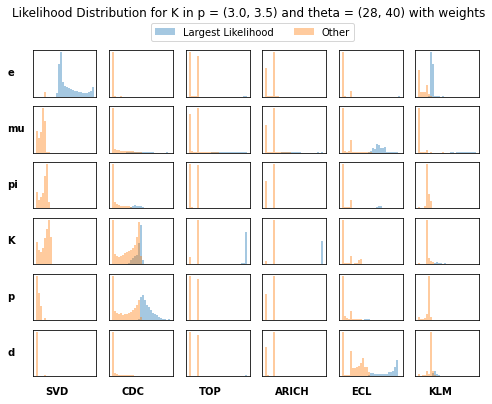 Likelihood Distribution for K in p = (3.0, 3.5) and theta = (28, 40) with weights
Largest Likelihood Other
e
mu
pi
K
p
d
SVD CDC TOP ARICH ECL KLM